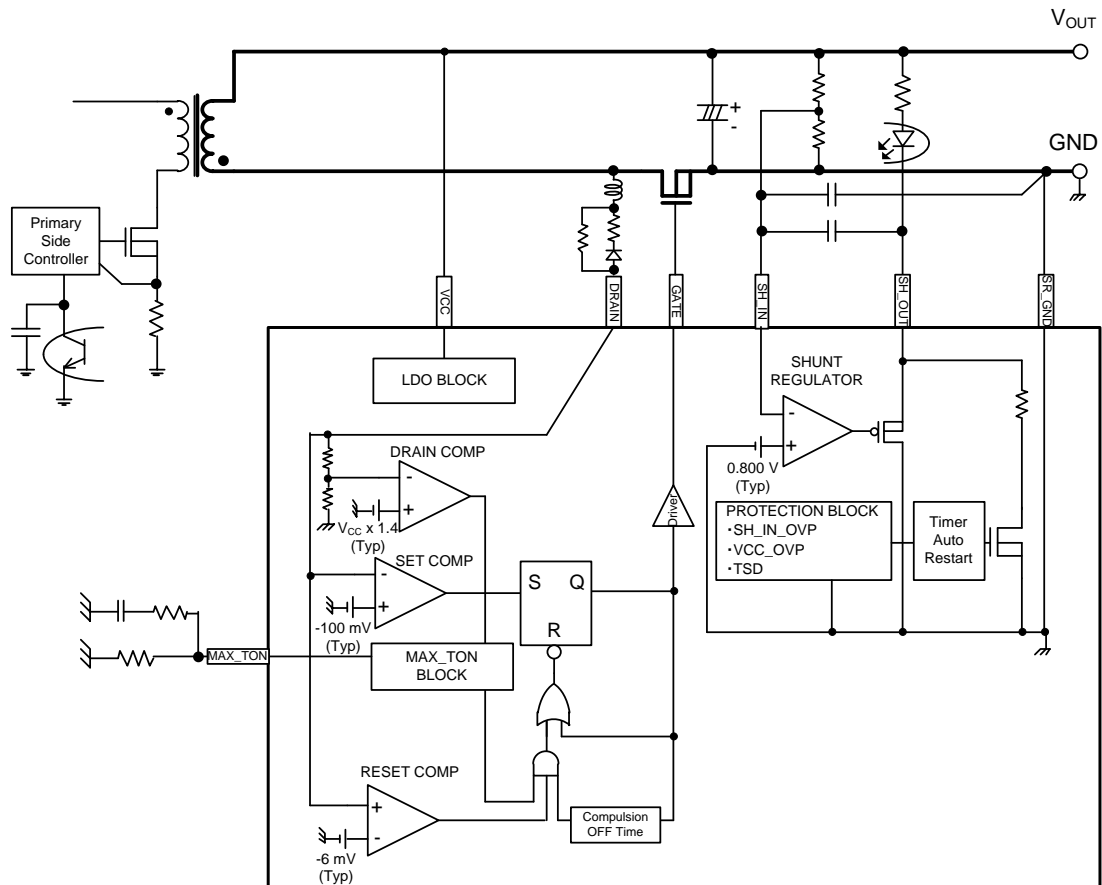 V_OUT
+
-
GND
Primary
Side
Controller
VCC
DRAIN
GATE
SH_IN
SH_OUT
SR_GND
LDO BLOCK
SHUNT
REGULATOR
-
+
0.800 V
(Typ)
DRAIN COMP
-
+
V_CC x 1.4
(Typ)
Driver
PROTECTION BLOCK
・SH_IN_OVP
・VCC_OVP
・TSD
Timer
Auto
Restart
SET COMP
-
+
-100 mV
(Typ)
S Q
R
MAX_TON
MAX_TON
BLOCK
RESET COMP
+
-
-6 mV
(Typ)
Compulsion
OFF Time